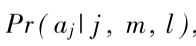 Pr( a_j | j, m, l ),